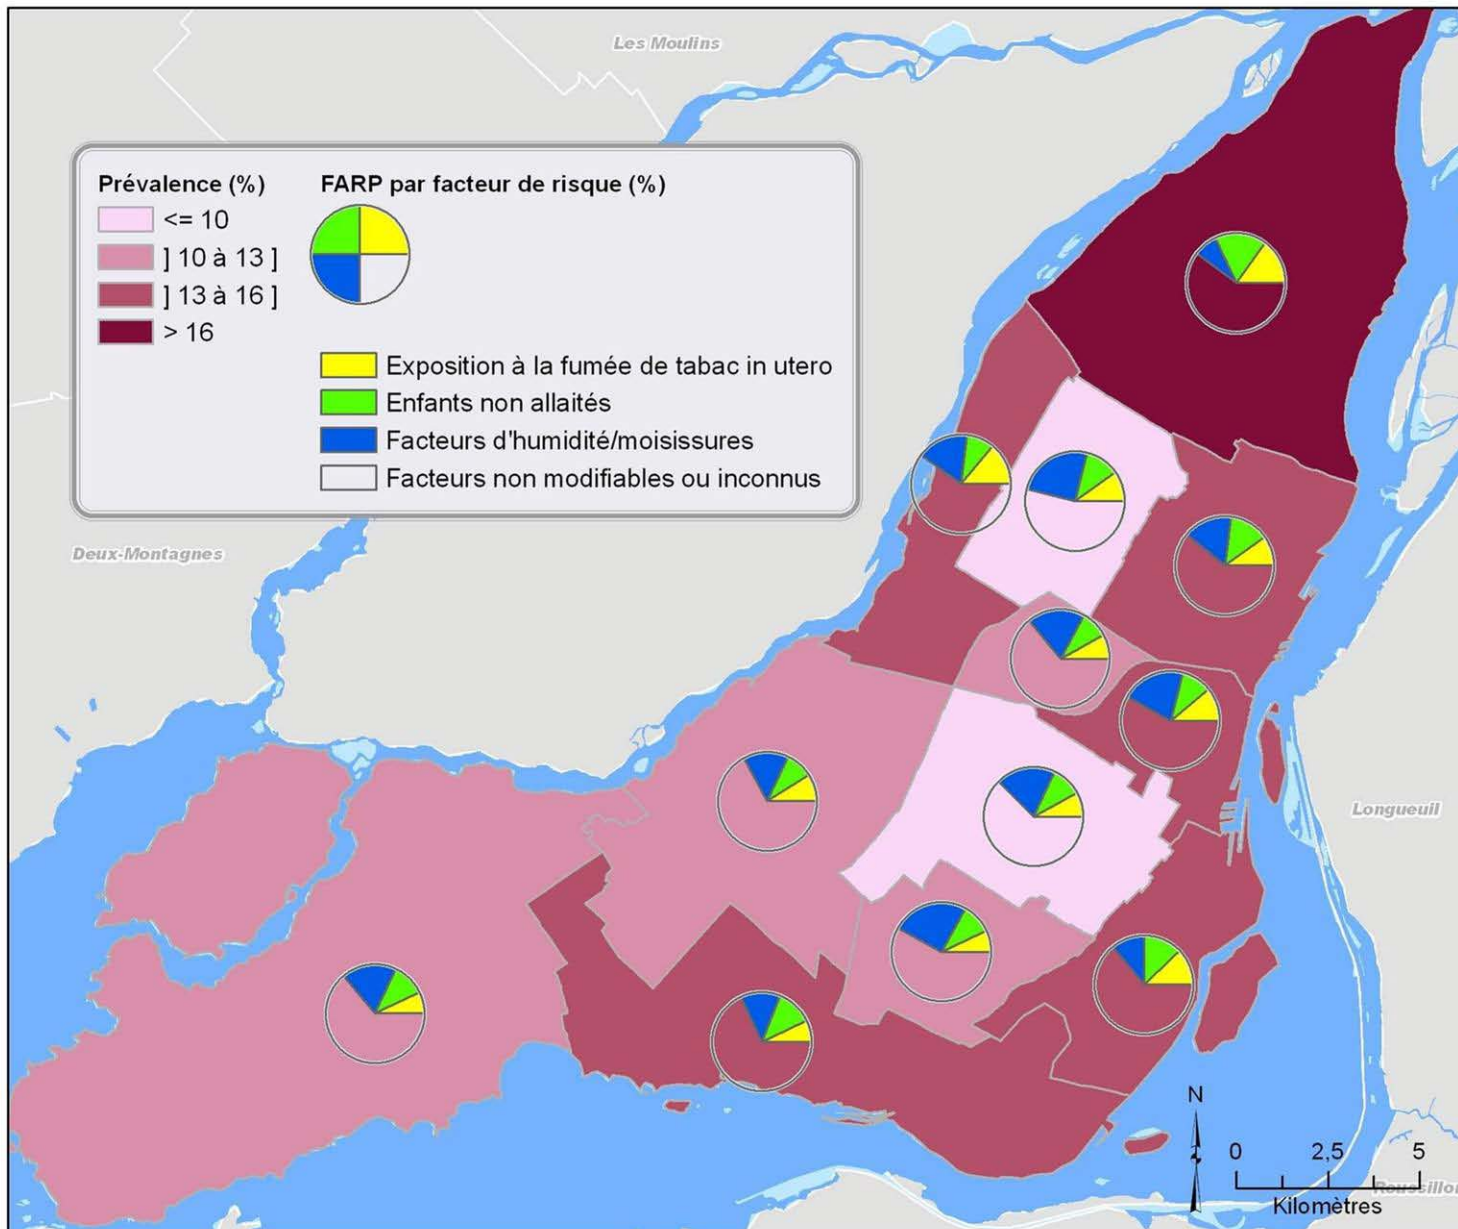 Les Moulins
Prévalence (%)
FARP par facteur de risque (%)
<= 10
] 10 à 13 ]
] 13 à 16 ]
> 16
Exposition à la fumée de tabac in utero
Enfants non allaités
Facteurs d'humidité/moisissures
Facteurs non modifiables ou inconnus
Deux-Montagnes
Longueuil
N
0 2,5 5
Kilomètres
Roussillon